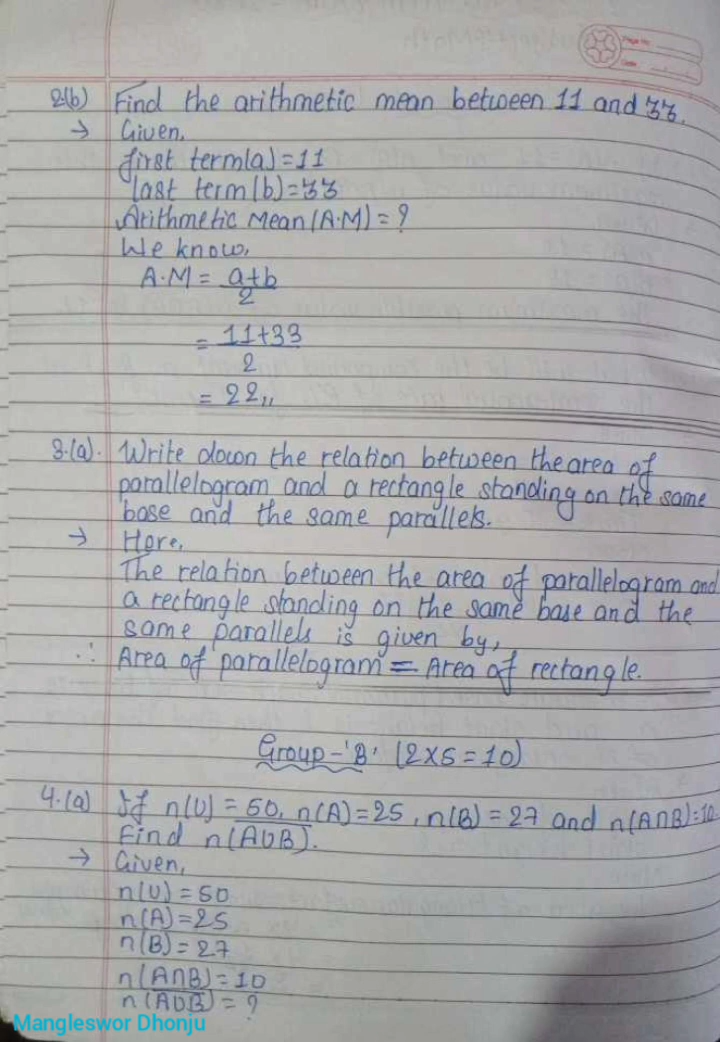 Page No.
Date
2(b) Find the arithmetic mean between 11 and 33.
→ Given,
first term(a) = 11
last term (b) = 33
Arithmetic Mean (A.M) = ?
We know,
A.M = a+b
2
= 11+33
2
= 22,,
3.(a). Write down the relation between the area of
parallelogram and a rectangle standing on the same
base and the same parallels.
→ Here,
The relation between the area of parallelogram and
a rectangle standing on the same base and the
same parallels is given by,
∴ Area of parallelogram = Area of rectangle.
Group-'B' (2×5=10)
4.(a) If n(U) = 50, n(A) = 25, n(B) = 27 and n(A∩B) = 10.
Find n(A∪B).
→ Given,
n(U) = 50
n(A) = 25
n(B) = 27
n(A∩B) = 10
n(A∪B) = ?
Mangleswor Dhonju